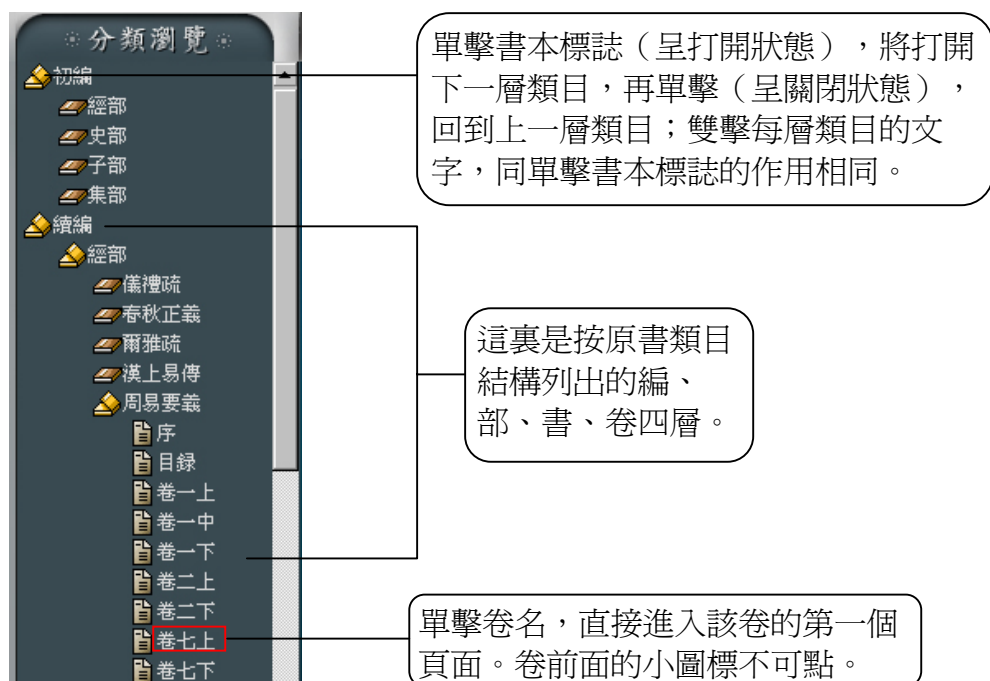 分類瀏覽
初編
經部
史部
子部
集部
續編
經部
儀禮疏
春秋正義
爾雅疏
漢上易傳
周易要義
序
目録
卷一上
卷一中
卷一下
卷二上
卷二下
卷七上
卷七下
單擊書本標誌（呈打開狀態），將打開
下一層類目，再單擊（呈關閉狀態），
回到上一層類目；雙擊每層類目的文
字，同單擊書本標誌的作用相同。
這裏是按原書類目
結構列出的編、
部、書、卷四層。
單擊卷名，直接進入該卷的第一個
頁面。卷前面的小圖標不可點。